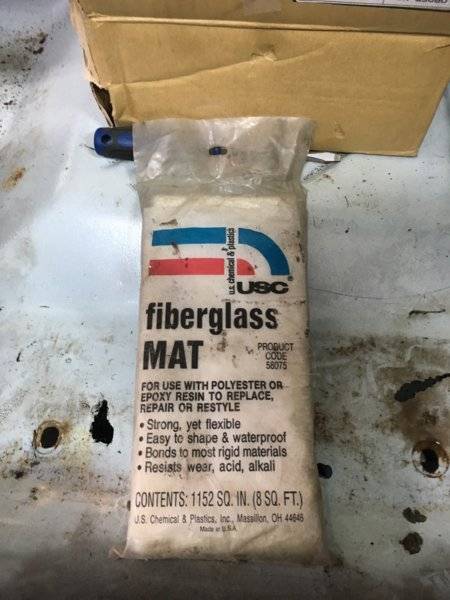 u.s. chemical & plastics
USC®
fiberglass
MAT
PRODUCT
CODE
58075
FOR USE WITH POLYESTER OR
EPOXY RESIN TO REPLACE,
REPAIR OR RESTYLE
• Strong, yet flexible
• Easy to shape & waterproof
• Bonds to most rigid materials
• Resists wear, acid, alkali
CONTENTS: 1152 SQ. IN. (8 SQ. FT.)
U.S. Chemical & Plastics, Inc., Massillon, OH 44646
Made in U.S.A.